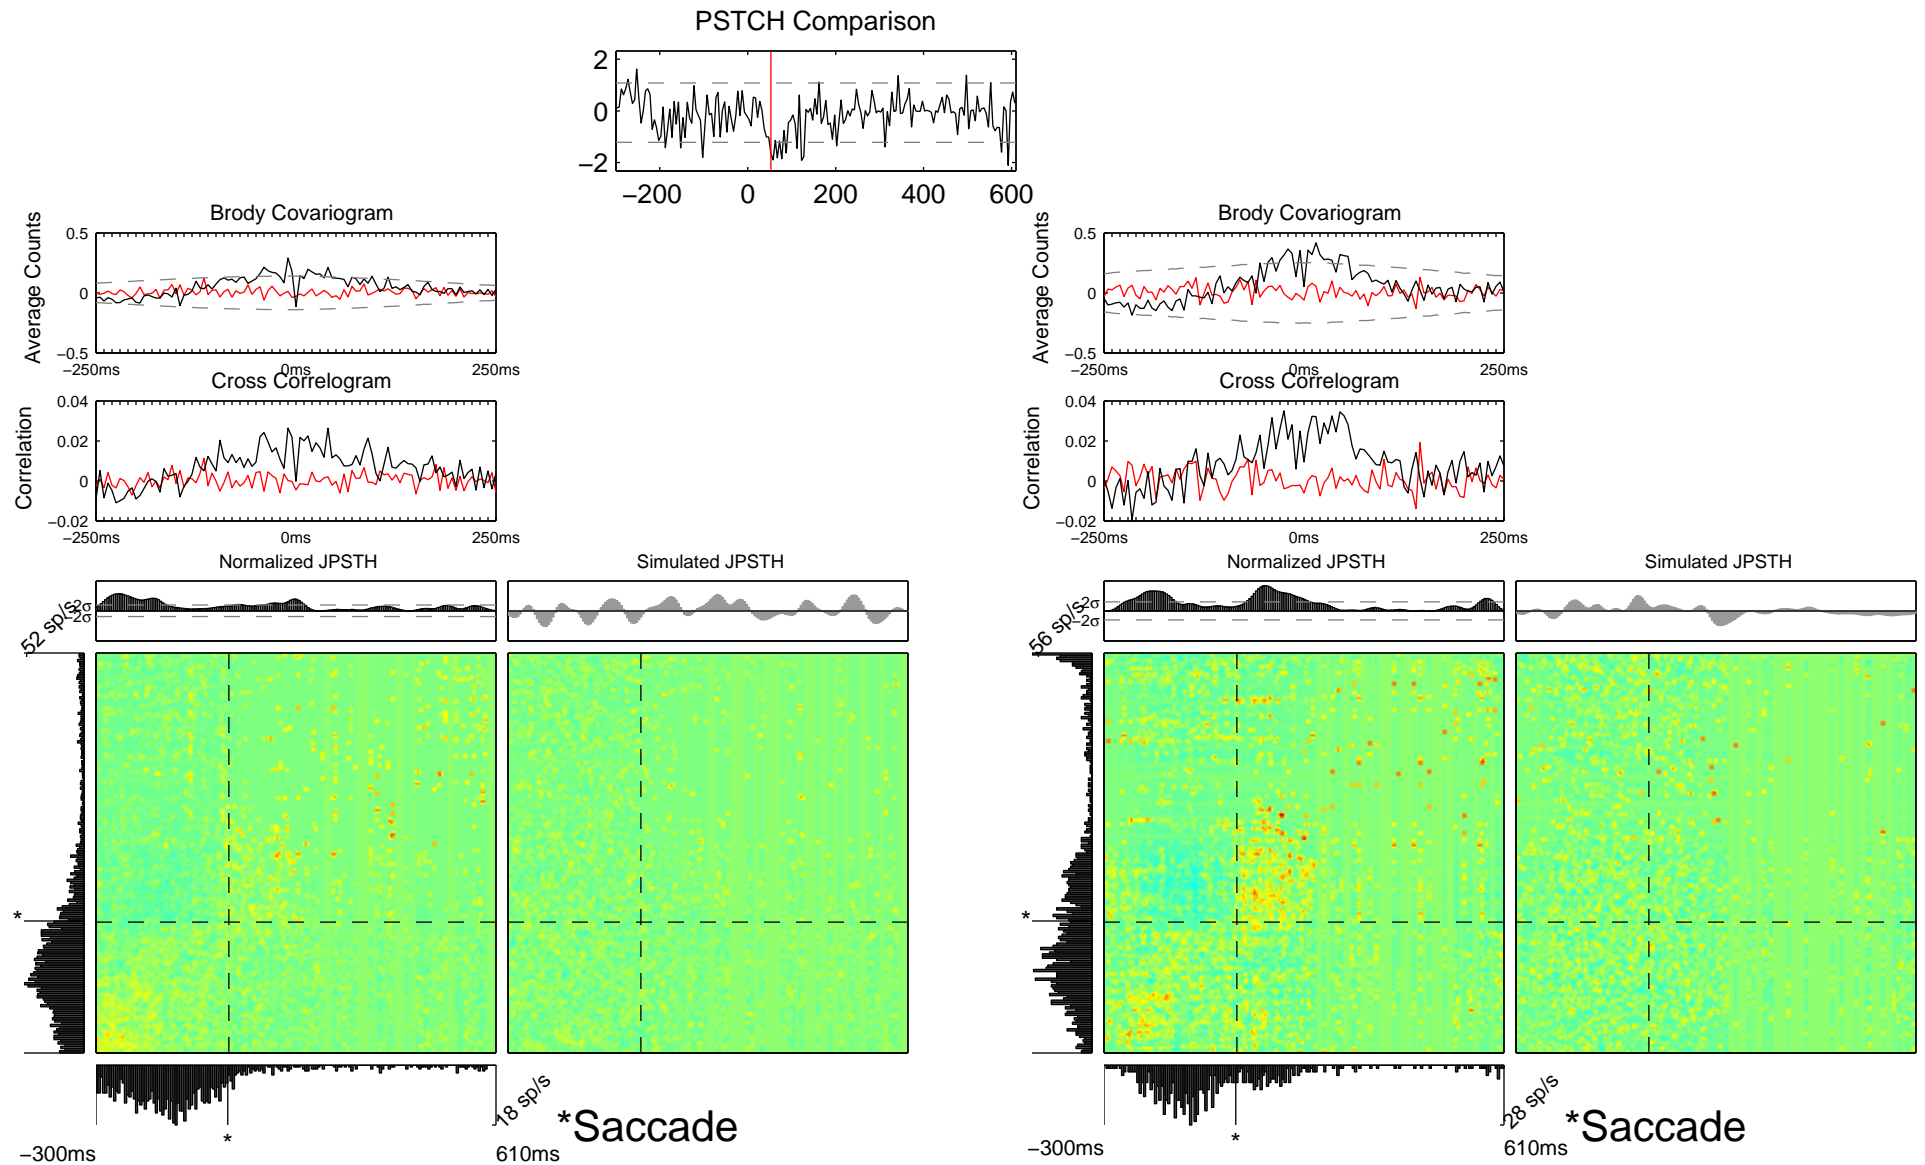 PSTCH Comparison
2
0
−2
−200 0 200 400 600
Brody Covariogram
Average Counts
0.5
0
−0.5
−250ms 0ms 250ms
Cross Correlogram
Correlation
0.04
0.02
0
−0.02
−250ms 0ms 250ms
Normalized JPSTH
Simulated JPSTH
2σ
−2σ
52 sp/s
*
*
18 sp/s
−300ms
610ms
*Saccade
Brody Covariogram
Average Counts
0.5
0
−0.5
−250ms 0ms 250ms
Cross Correlogram
Correlation
0.04
0.02
0
−0.02
−250ms 0ms 250ms
Normalized JPSTH
Simulated JPSTH
2σ
−2σ
56 sp/s
*
*
28 sp/s
−300ms
610ms
*Saccade